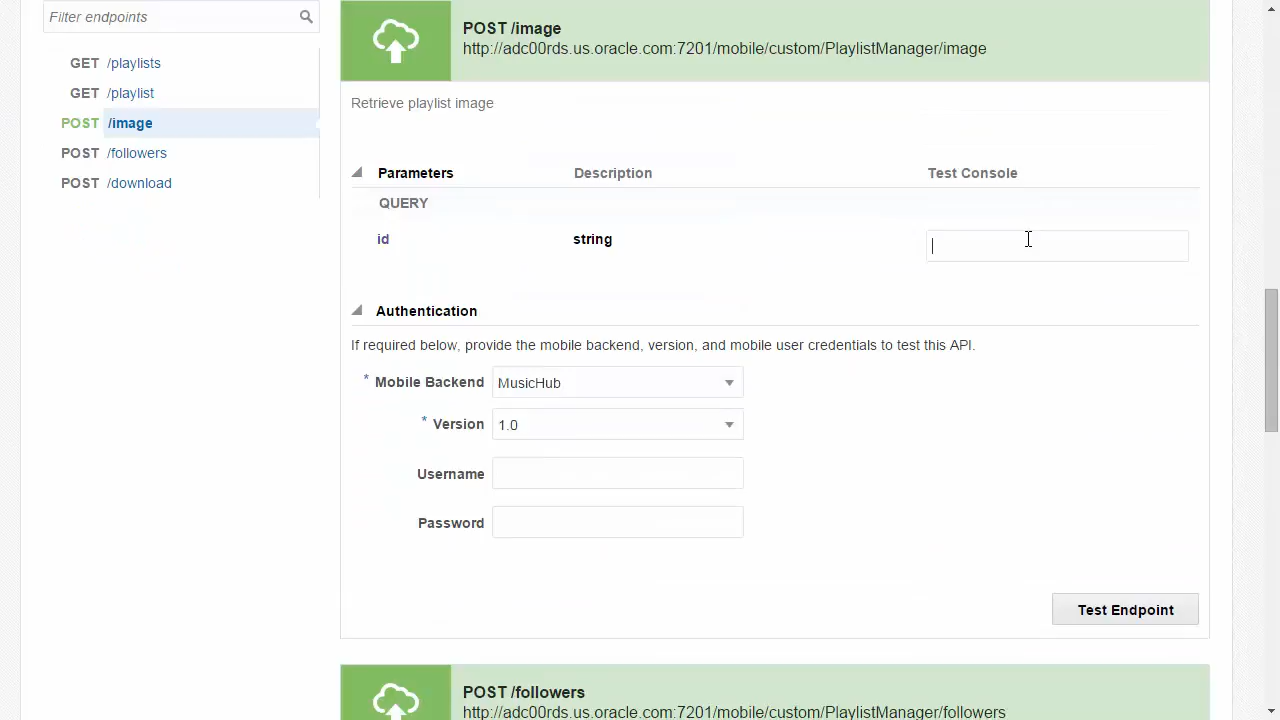 Filter endpoints
GET /playlists
GET /playlist
POST /image
POST /followers
POST /download
POST /image
http://adc00rds.us.oracle.com:7201/mobile/custom/PlaylistManager/image
Retrieve playlist image
Parameters Description Test Console
QUERY
id string
Authentication
If required below, provide the mobile backend, version, and mobile user credentials to test this API.
* Mobile Backend MusicHub
* Version 1.0
Username
Password
Test Endpoint
POST /followers
http://adc00rds.us.oracle.com:7201/mobile/custom/PlaylistManager/followers